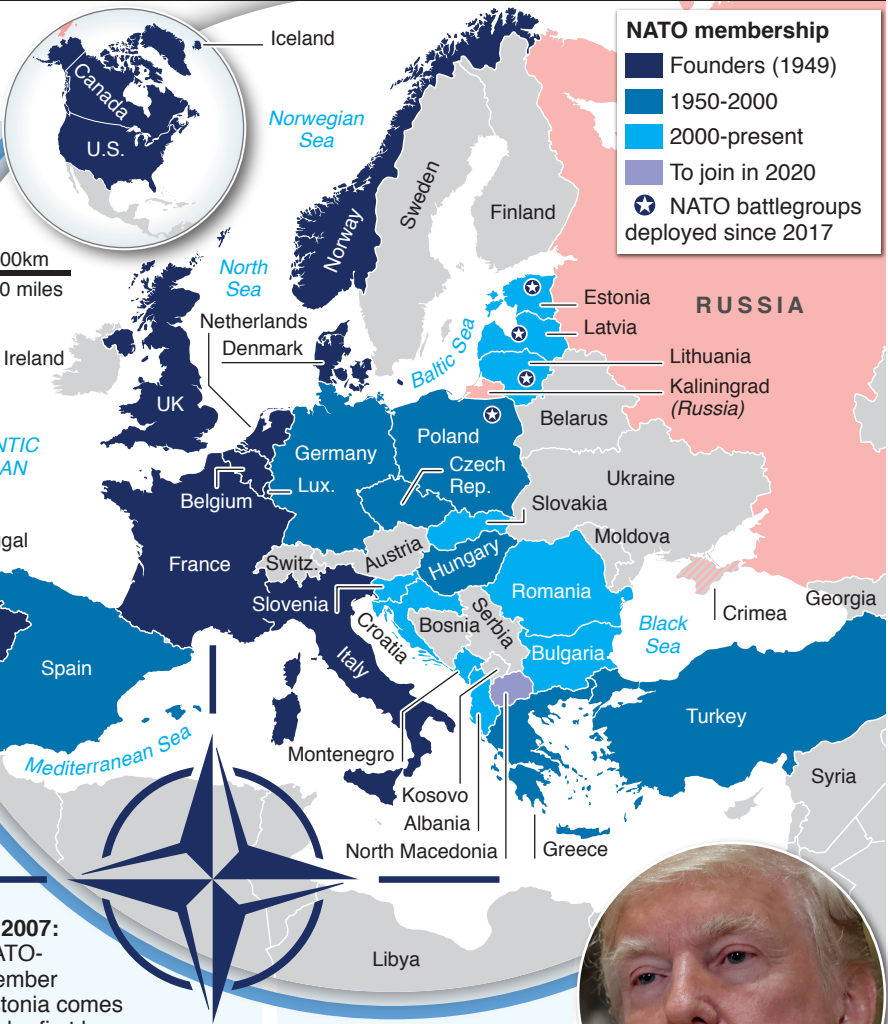 NATO membership
Founders (1949)
1950-2000
2000-present
To join in 2020
NATO battlegroups
deployed since 2017
Iceland
Canada
U.S.
Norwegian
Sea
Norway
Sweden
Finland
RUSSIA
00km
0 miles
North
Sea
Netherlands
Denmark
Baltic Sea
Estonia
Latvia
Lithuania
Kaliningrad
(Russia)
Ireland
UK
NTIC
AN
Belarus
Germany
Poland
Czech
Rep.
Ukraine
Belgium
Lux.
Slovakia
Moldova
gal
France
Switz.
Austria
Hungary
Romania
Slovenia
Croatia
Bosnia
Serbia
Crimea
Georgia
Black
Sea
Spain
Italy
Bulgaria
Turkey
Mediterranean Sea
Montenegro
Kosovo
Albania
North Macedonia
Greece
Syria
Libya
2007:
ATO-
ember
tonia comes